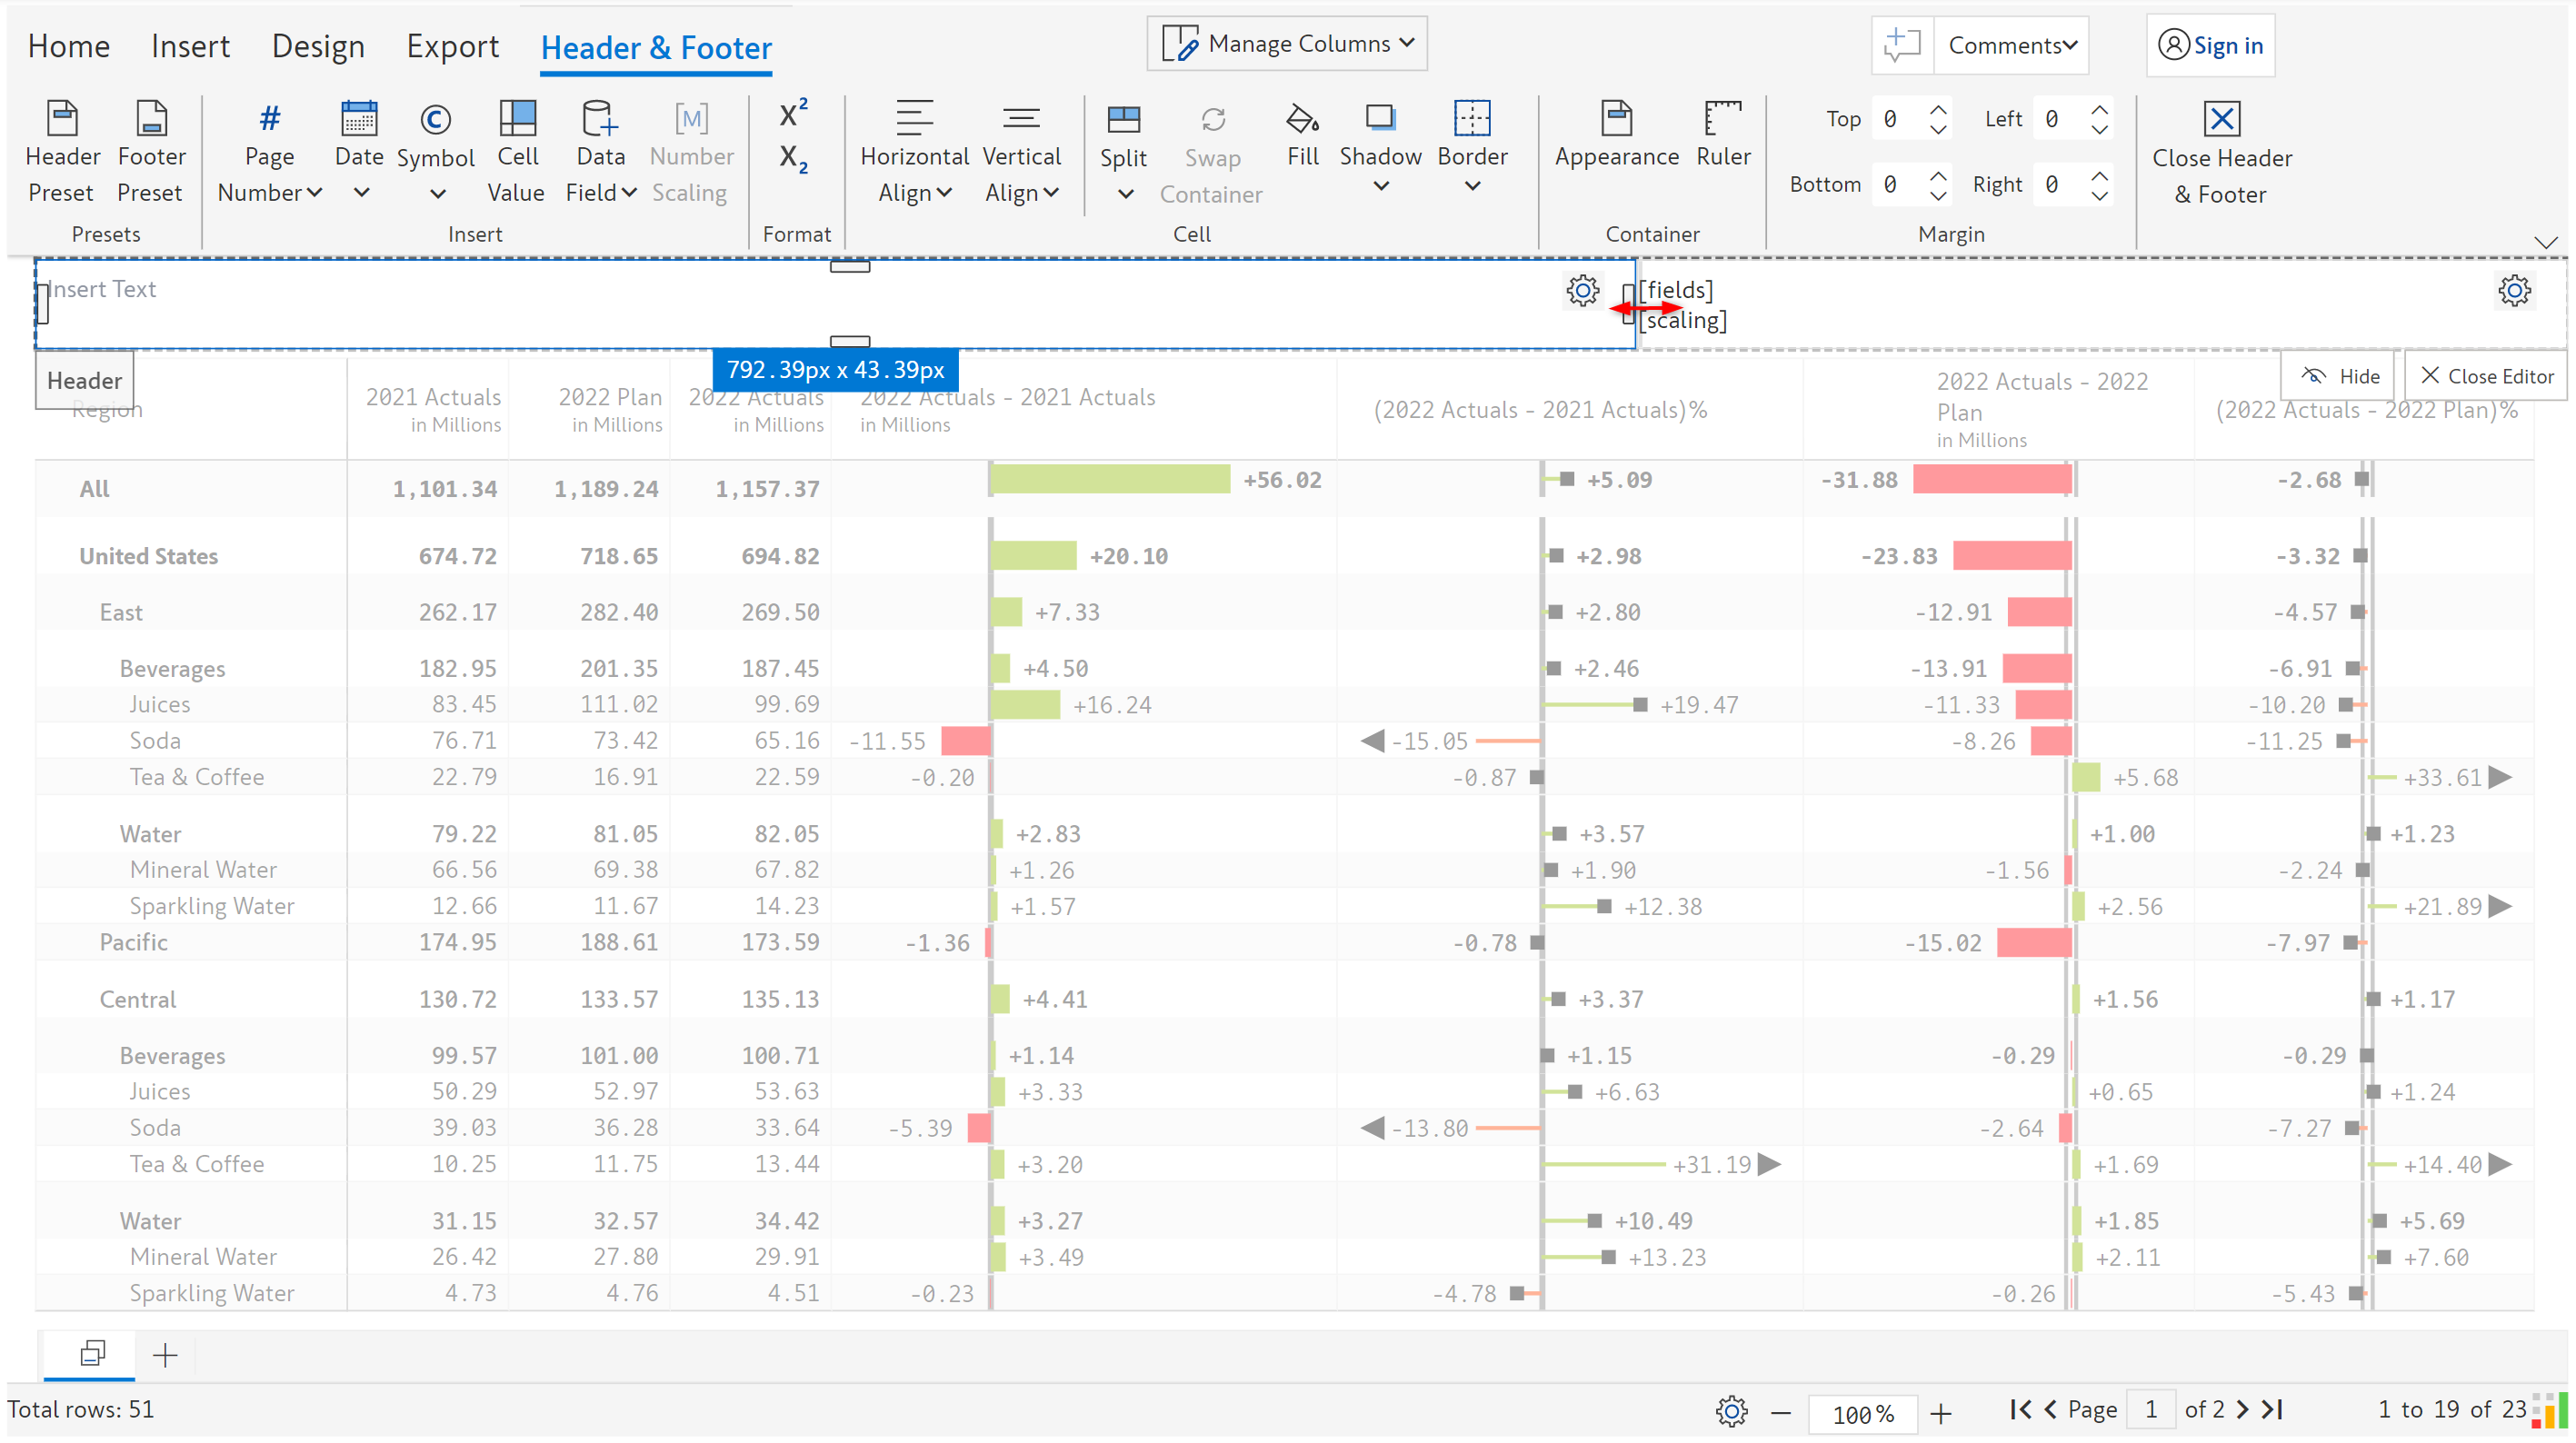 Home Insert Design Export Header & Footer Manage Columns Comments Sign in
Header Preset Footer Preset Page Number Date Symbol Cell Value Data Field [M] Number Scaling X² X₂ Horizontal Align Vertical Align Split Swap Container Fill Shadow Border Appearance Ruler Top 0 Left 0 Bottom 0 Right 0 Close Header & Footer
Presets Insert Format Cell Container Margin
Insert Text [fields]
[scaling]
792.39px x 43.39px
Header Hide Close Editor
Region 2021 Actuals in Millions 2022 Plan in Millions 2022 Actuals in Millions 2022 Actuals - 2021 Actuals in Millions (2022 Actuals - 2021 Actuals)% 2022 Actuals - 2022 Plan in Millions (2022 Actuals - 2022 Plan)%
All 1,101.34 1,189.24 1,157.37 +56.02 +5.09 -31.88 -2.68
United States 674.72 718.65 694.82 +20.10 +2.98 -23.83 -3.32
East 262.17 282.40 269.50 +7.33 +2.80 -12.91 -4.57
Beverages 182.95 201.35 187.45 +4.50 +2.46 -13.91 -6.91
Juices 83.45 111.02 99.69 +16.24 +19.47 -11.33 -10.20
Soda 76.71 73.42 65.16 -11.55 -15.05 -8.26 -11.25
Tea & Coffee 22.79 16.91 22.59 -0.20 -0.87 +5.68 +33.61
Water 79.22 81.05 82.05 +2.83 +3.57 +1.00 +1.23
Mineral Water 66.56 69.38 67.82 +1.26 +1.90 -1.56 -2.24
Sparkling Water 12.66 11.67 14.23 +1.57 +12.38 +2.56 +21.89
Pacific 174.95 188.61 173.59 -1.36 -0.78 -15.02 -7.97
Central 130.72 133.57 135.13 +4.41 +3.37 +1.56 +1.17
Beverages 99.57 101.00 100.71 +1.14 +1.15 -0.29 -0.29
Juices 50.29 52.97 53.63 +3.33 +6.63 +0.65 +1.24
Soda 39.03 36.28 33.64 -5.39 -13.80 -2.64 -7.27
Tea & Coffee 10.25 11.75 13.44 +3.20 +31.19 +1.69 +14.40
Water 31.15 32.57 34.42 +3.27 +10.49 +1.85 +5.69
Mineral Water 26.42 27.80 29.91 +3.49 +13.23 +2.11 +7.60
Sparkling Water 4.73 4.76 4.51 -0.23 -4.78 -0.26 -5.43
Total rows: 51 100% Page 1 of 2 1 to 19 of 23